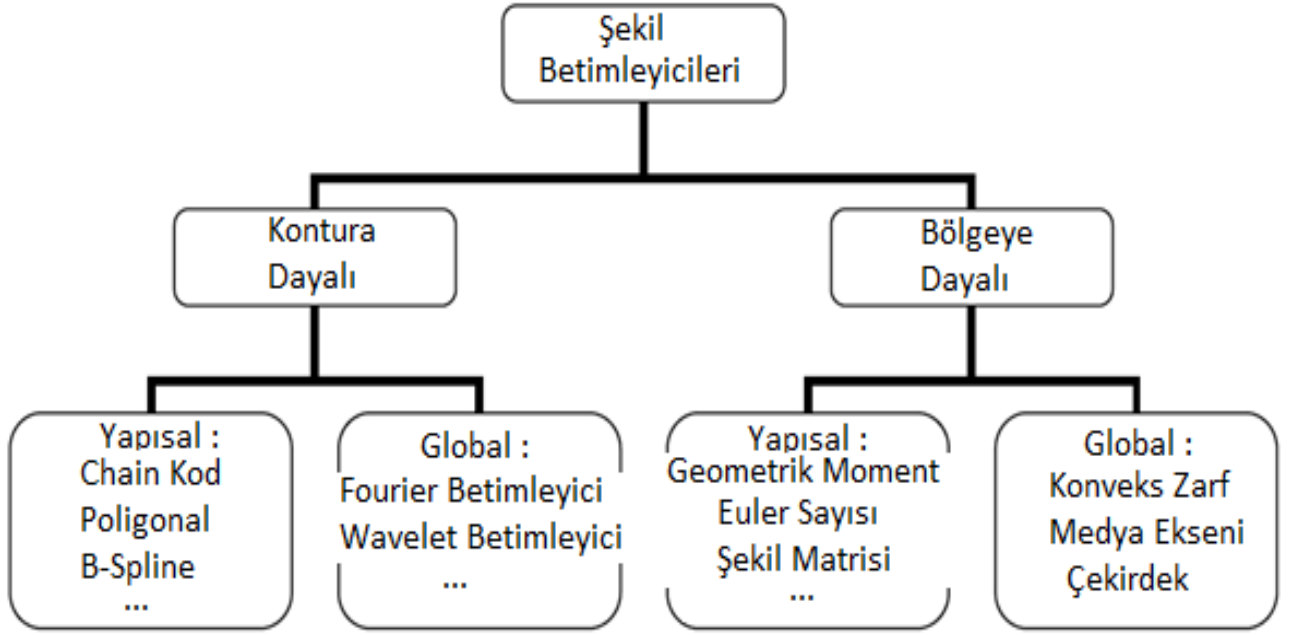 Şekil
Betimleyicileri
Kontura
Dayalı
Bölgeye
Dayalı
Yapısal :
Chain Kod
Poligonal
B-Spline
...
Global :
Fourier Betimleyici
Wavelet Betimleyici
...
Yapısal :
Geometrik Moment
Euler Sayısı
Şekil Matrisi
...
Global :
Konveks Zarf
Medya Ekseni
Çekirdek